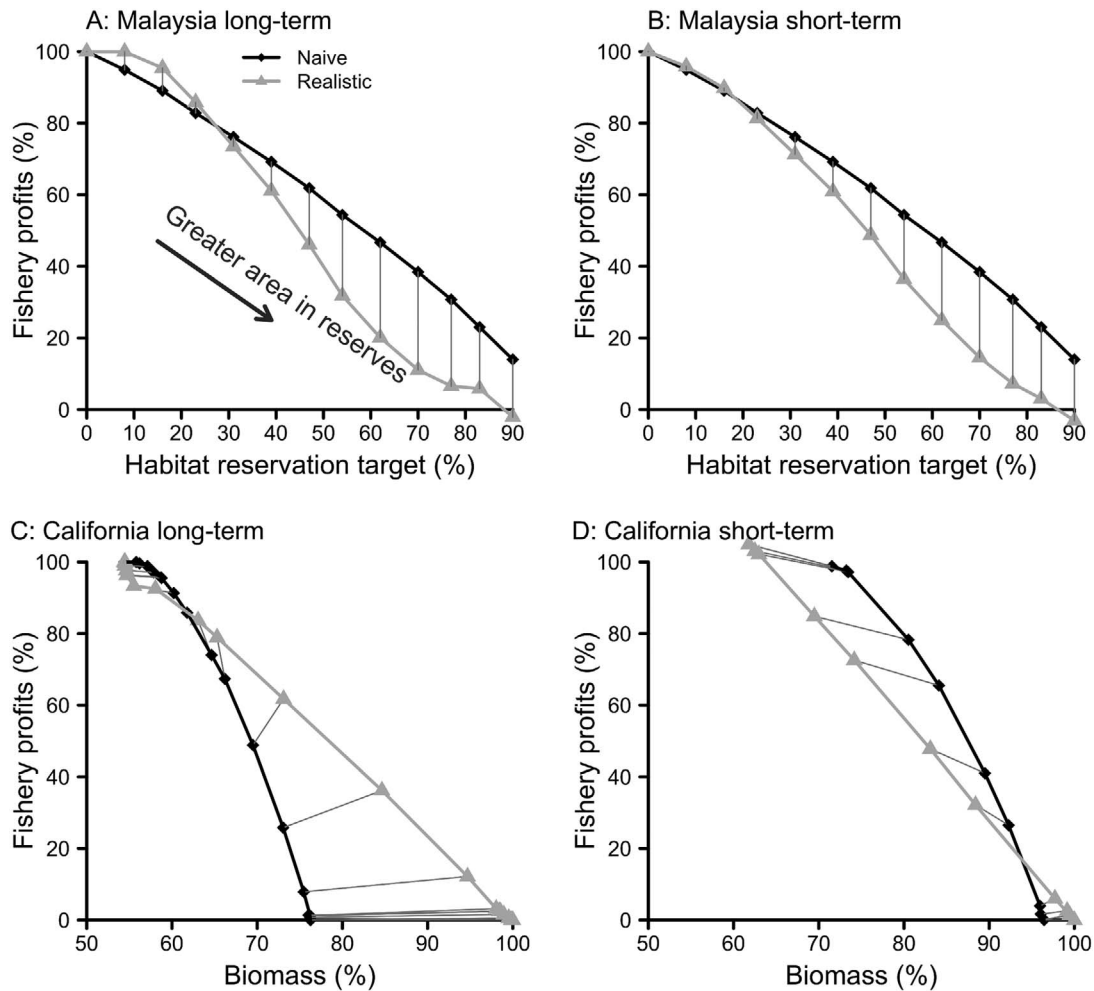 A: Malaysia long-term
Naive
Realistic
Fishery profits (%)
100
80
60
40
20
0
Greater area in reserves
0 10 20 30 40 50 60 70 80 90
Habitat reservation target (%)
B: Malaysia short-term
Fishery profits (%)
100
80
60
40
20
0
0 10 20 30 40 50 60 70 80 90
Habitat reservation target (%)
C: California long-term
Fishery profits (%)
100
80
60
40
20
0
50 60 70 80 90 100
Biomass (%)
D: California short-term
Fishery profits (%)
100
80
60
40
20
0
50 60 70 80 90 100
Biomass (%)